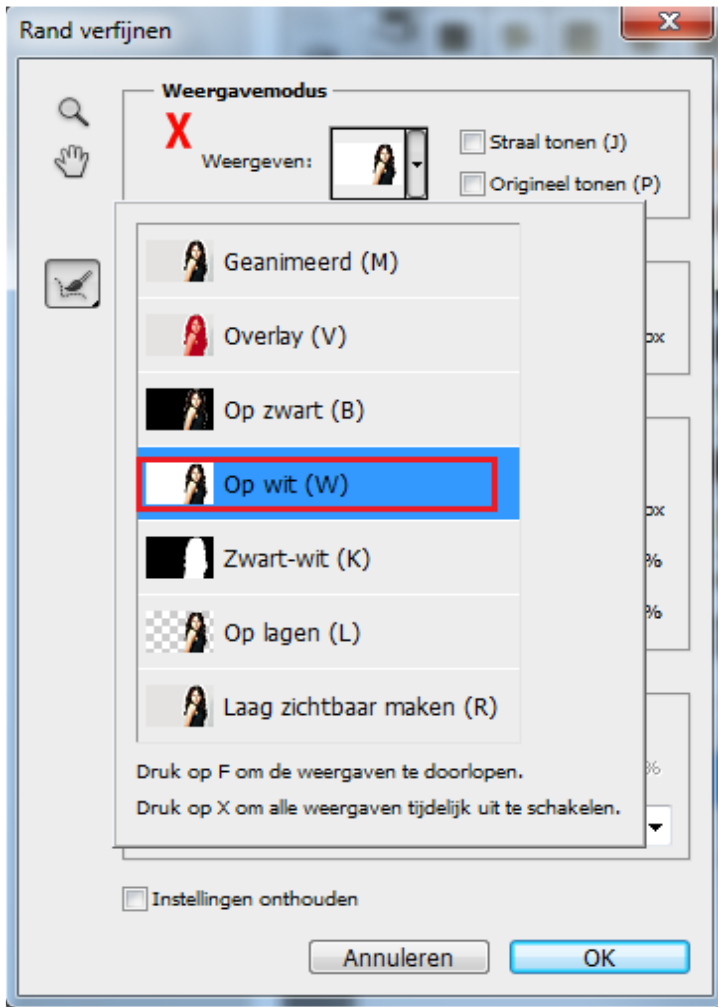 Rand verfijnen
Weergavemodus
X
Weergeven:
Straal tonen (J)
Origineel tonen (P)
Geanimeerd (M)
Overlay (V)
px
Op zwart (B)
Op wit (W)
px
Zwart-wit (K)
%
Op lagen (L)
%
Laag zichtbaar maken (R)
Druk op F om de weergaven te doorlopen.
%
Druk op X om alle weergaven tijdelijk uit te schakelen.
Instellingen onthouden
Annuleren
OK